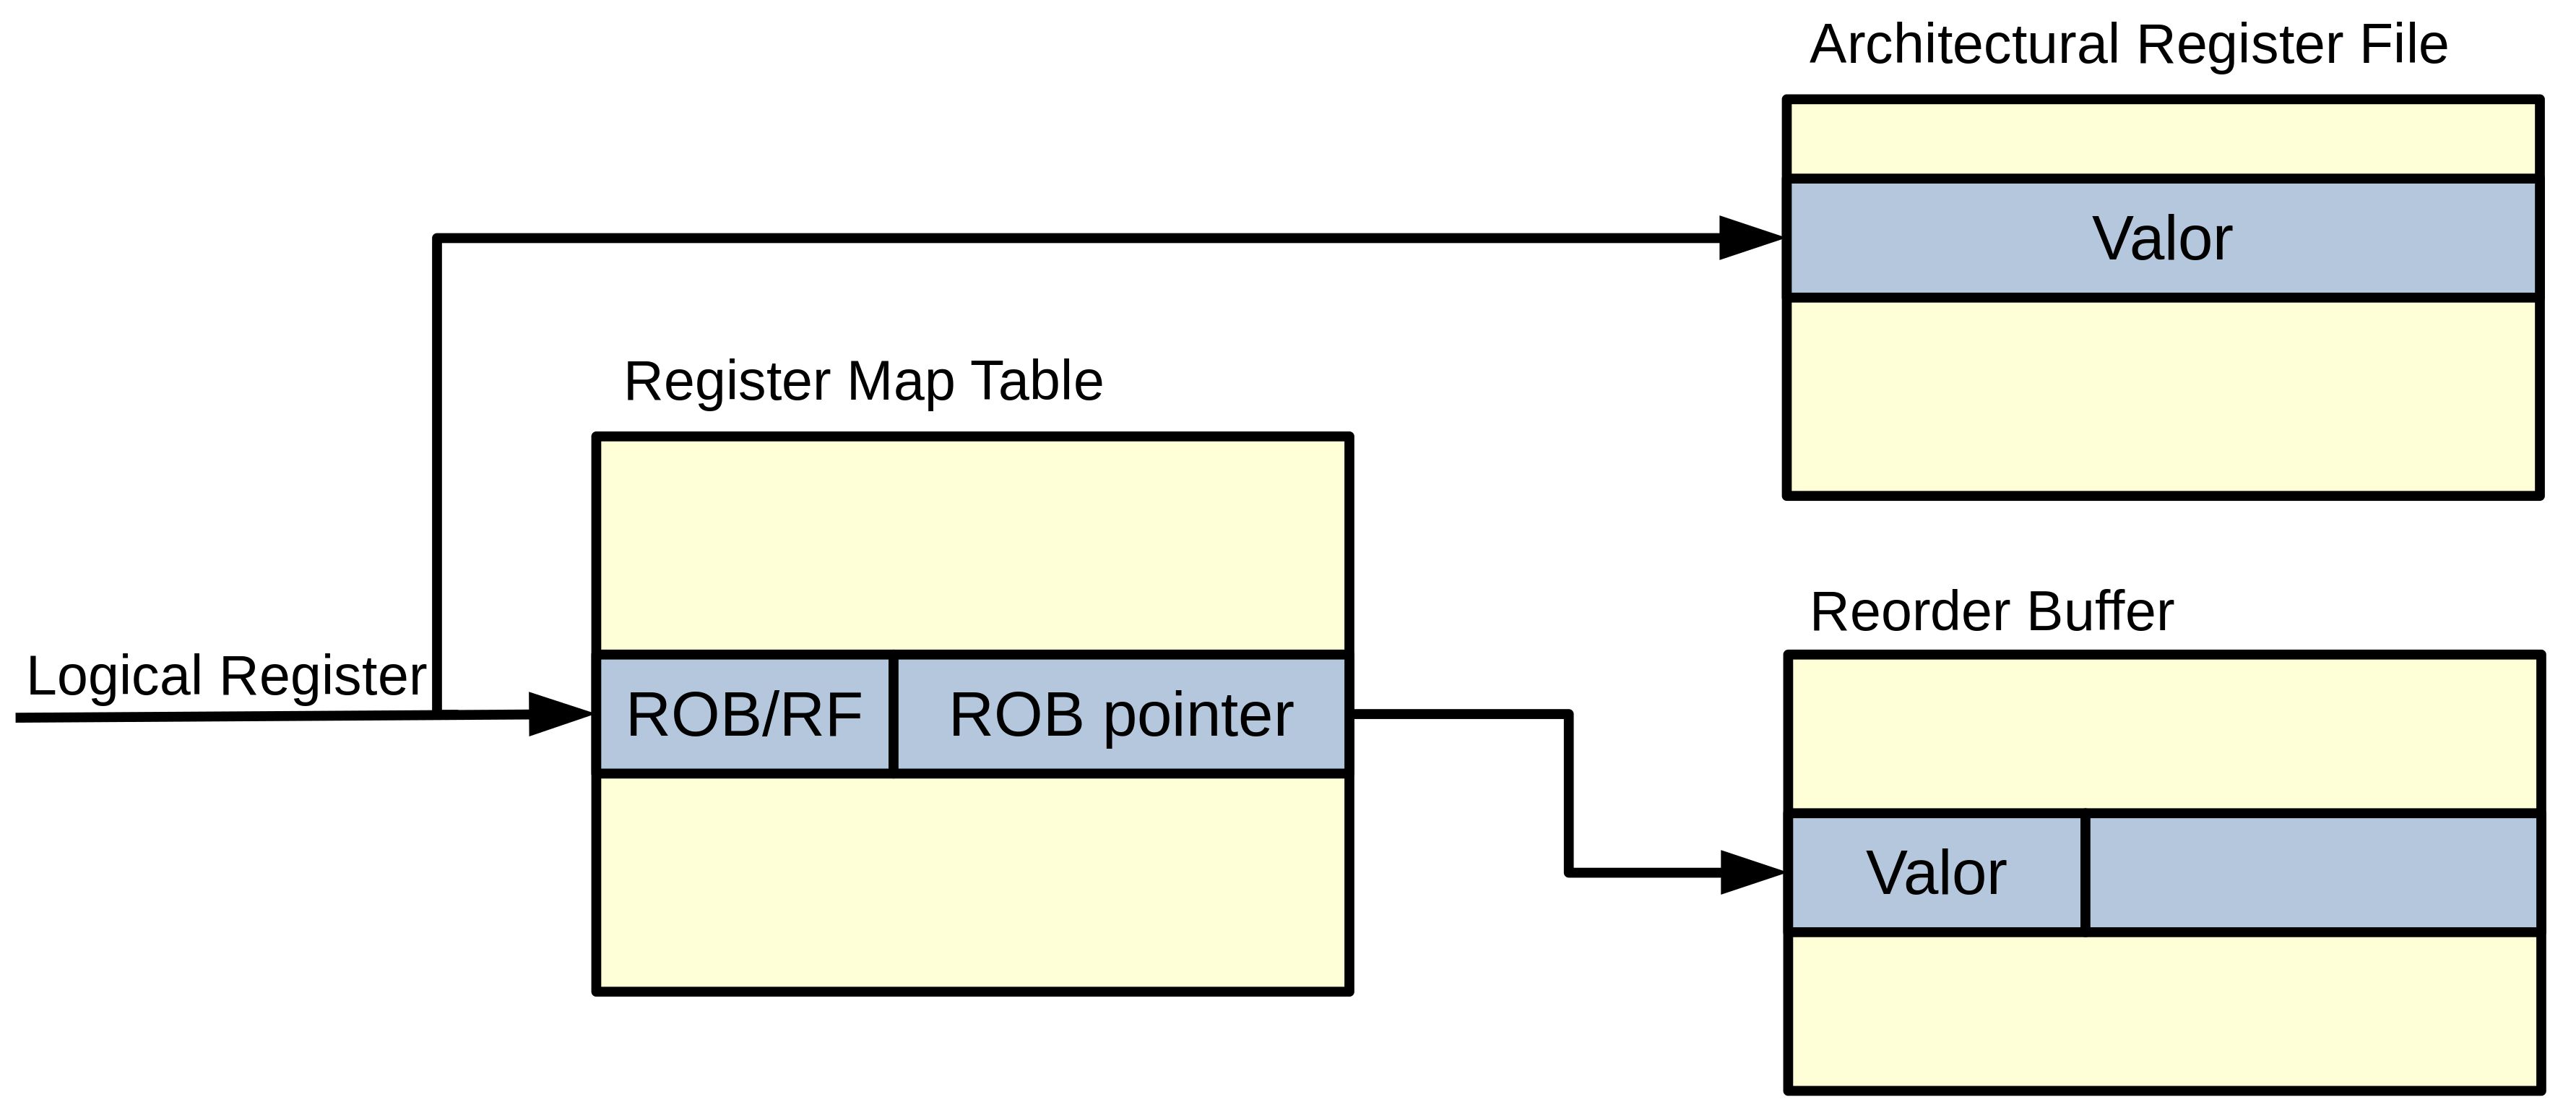 Architectural Register File
Valor
Register Map Table
Logical Register
ROB/RF
ROB pointer
Reorder Buffer
Valor